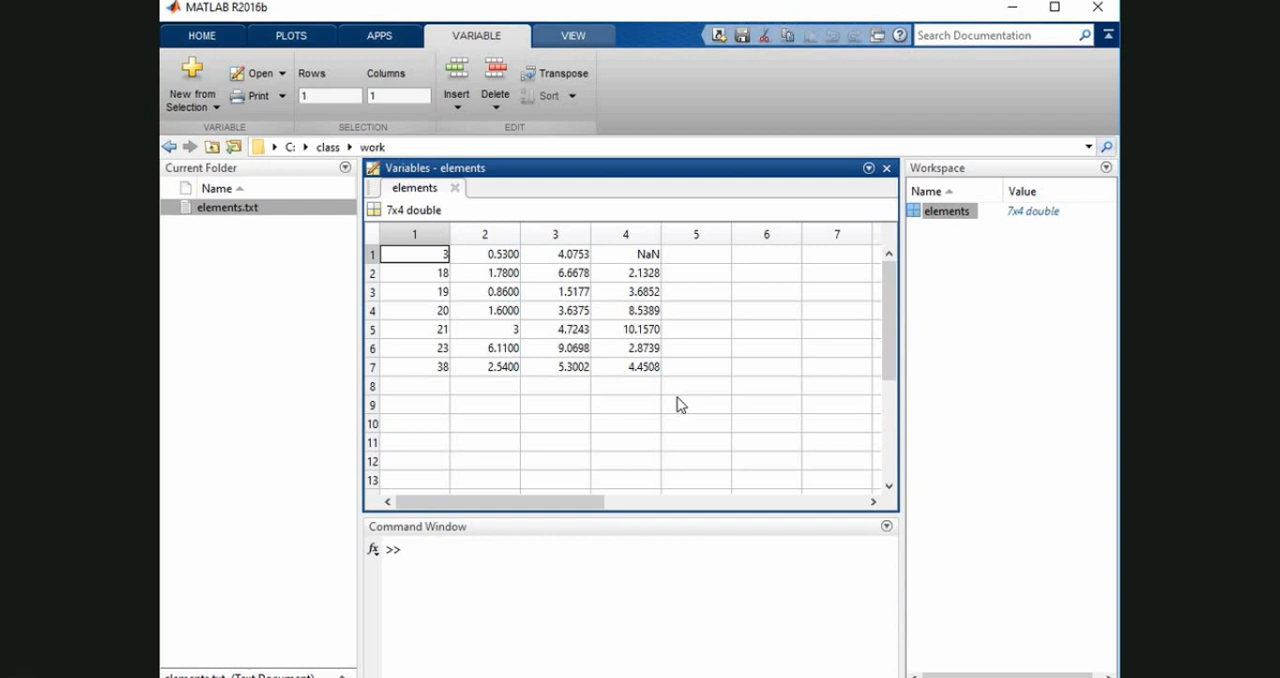 MATLAB R2016b
HOME PLOTS APPS VARIABLE VIEW Search Documentation
New from Selection Open Print Rows Columns Insert Delete Transpose Sort
1 1
VARIABLE SELECTION EDIT
C: class work
Current Folder
Name
elements.txt
Variables - elements
elements
7x4 double
1 2 3 4 5 6 7
1 3 0.5300 4.0753 NaN
2 18 1.7800 6.6678 2.1328
3 19 0.8600 1.5177 3.6852
4 20 1.6000 3.6375 8.5389
5 21 3 4.7243 10.1570
6 23 6.1100 9.0698 2.8739
7 38 2.5400 5.3002 4.4508
8
9
10
11
12
13
Command Window
fx >>
Workspace
Name Value
elements 7x4 double
elements.txt (Text Document)